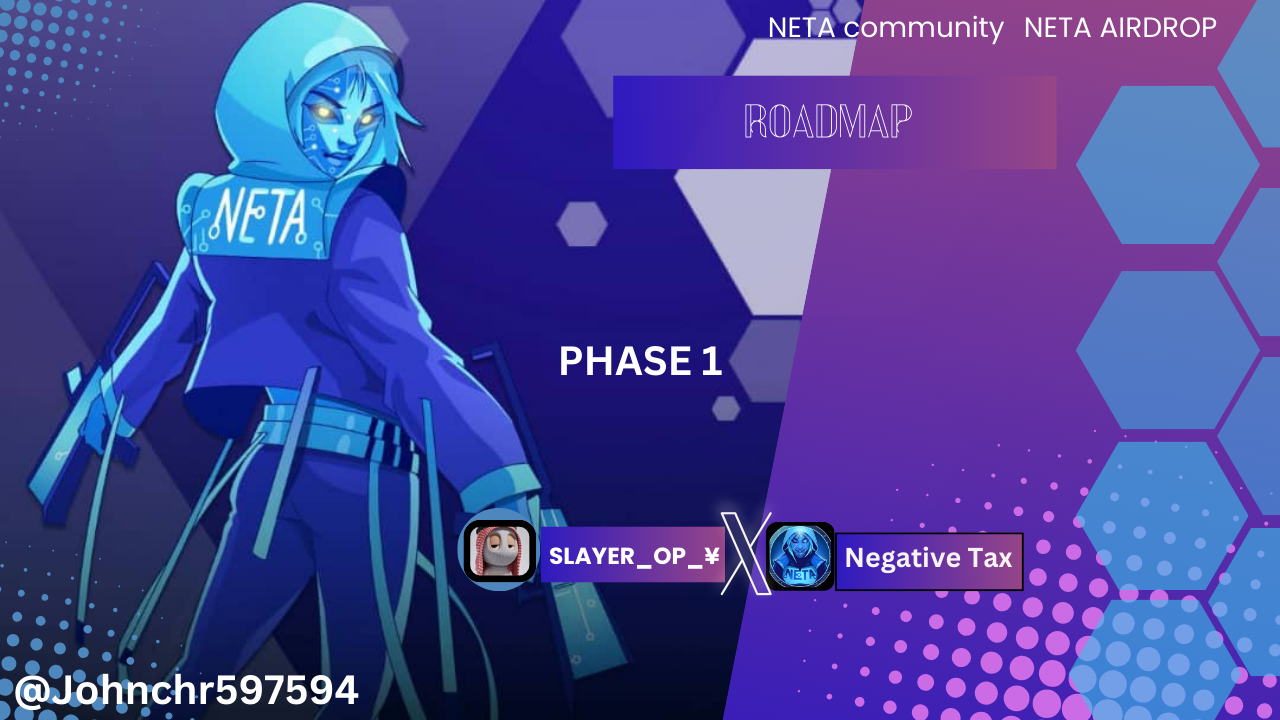 NETA community NETA AIRDROP
ROADMAP
NETA
PHASE 1
SLAYER_OP_¥
X
NETA
Negative Tax
@Johnchr597594